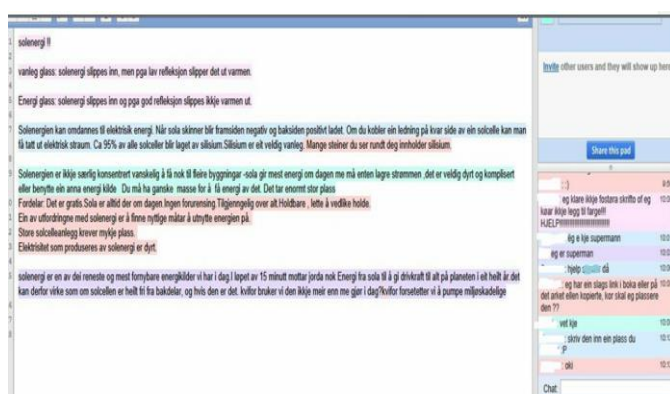 solenergi !!
vanleg glass: solenergi slippes inn, men pga lav refleksjon slipper det ut varmen.
Energi glass: solenergi slippes inn og pga god refleksjon slippes ikkje varmen ut.
Solenergien kan omdannes til elektrisik energi. Når sola skinner blir framsiden negativ og baksiden positivt ladet. Om du kobler ein ledning på kvar side av ein solcelle kan man
få tatt ut elektrisk straum. Ca 95% av alle solceller blir laget av silisium.Silisium er eit veldig vanleg. Mange steiner du ser rundt deg innholder silisium.
Solenergien er ikkje særlig konsentrert vanskelig å få nok til fleire byggningar -sola gir mest energi om dagen me må enten lagre strømmen ,det er veldig dyrt og komplisert
eller benytte ein anna energi kilde Du må ha ganske masse for å få energi av det. Det tar enormt stor plass
Fordelar: Det er gratis.Sola er alltid der om dagen.Ingen forurensing.Tilgjenngelig over alt.Holdbare , lette å vedlike holde.
Ein av utfordringne med solenergi er å finne nyttige måtar å utnytte energien på.
Store solcelleanlegg krever mykje plass.
Elektrisitet som produseres av solenergi er dyrt.
solenergi er en av dei reneste og mest fornybare energikilder vi har i dag.I løpet av 15 minutt mottar jorda nok Energi fra sola til å gi drivkraft til alt på planeten i eit heilt år.det
kan derfor virke som om solcellen er heilt fri fra bakdelar, og hvis den er det. kvifor bruker vi den ikkje meir enn me gjør i dag?kvifor forsetetter vi å pumpe miljøskadelige
Invite other users and they will show up here
Share this pad
: :)
: eg klare ikkje fostara skrifto of eg
køar ikkje legg til farge!!!
ëg e kje supermann
eg er superman
: hjelp då
: eg har ein slags link i boka eller på
det arket ellen kopierte, kor skal eg plassere
den ??
vet kje
: skriv den inn ein plass du
:P
: oki
Chat: